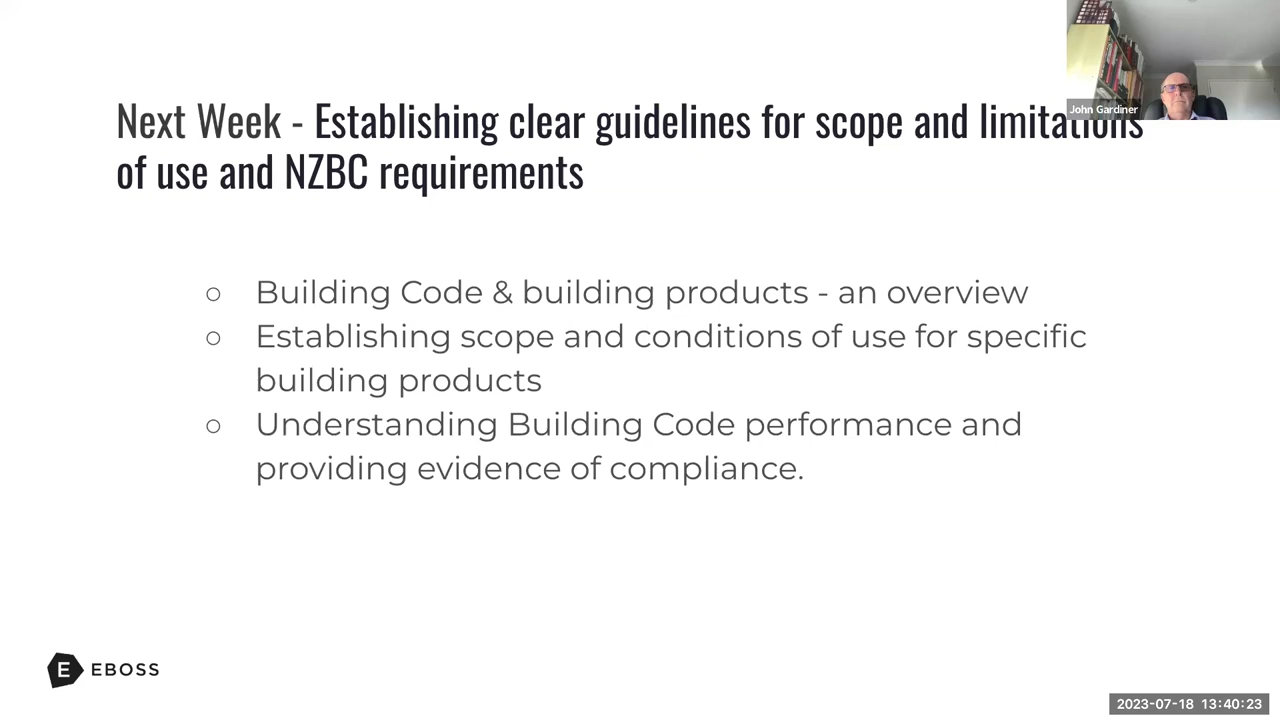 John Gardiner
Next Week - Establishing clear guidelines for scope and limitations
of use and NZBC requirements
○ Building Code & building products - an overview
○ Establishing scope and conditions of use for specific
building products
○ Understanding Building Code performance and
providing evidence of compliance.
E EBOSS
2023-07-18 13:40:23